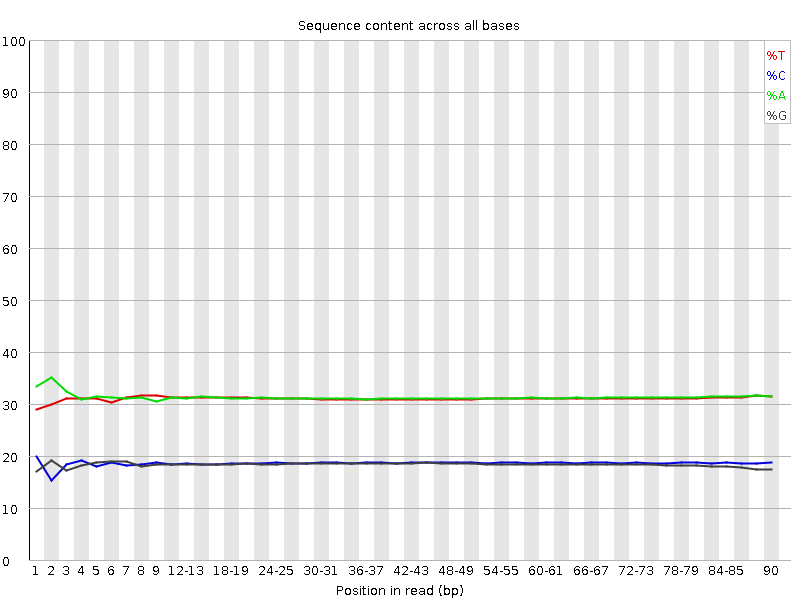 Sequence content across all bases
100
90
80
70
60
50
40
30
20
10
0
%T
%C
%A
%G
1 2 3 4 5 6 7 8 9 12-13 18-19 24-25 30-31 36-37 42-43 48-49 54-55 60-61 66-67 72-73 78-79 84-85 90
Position in read (bp)